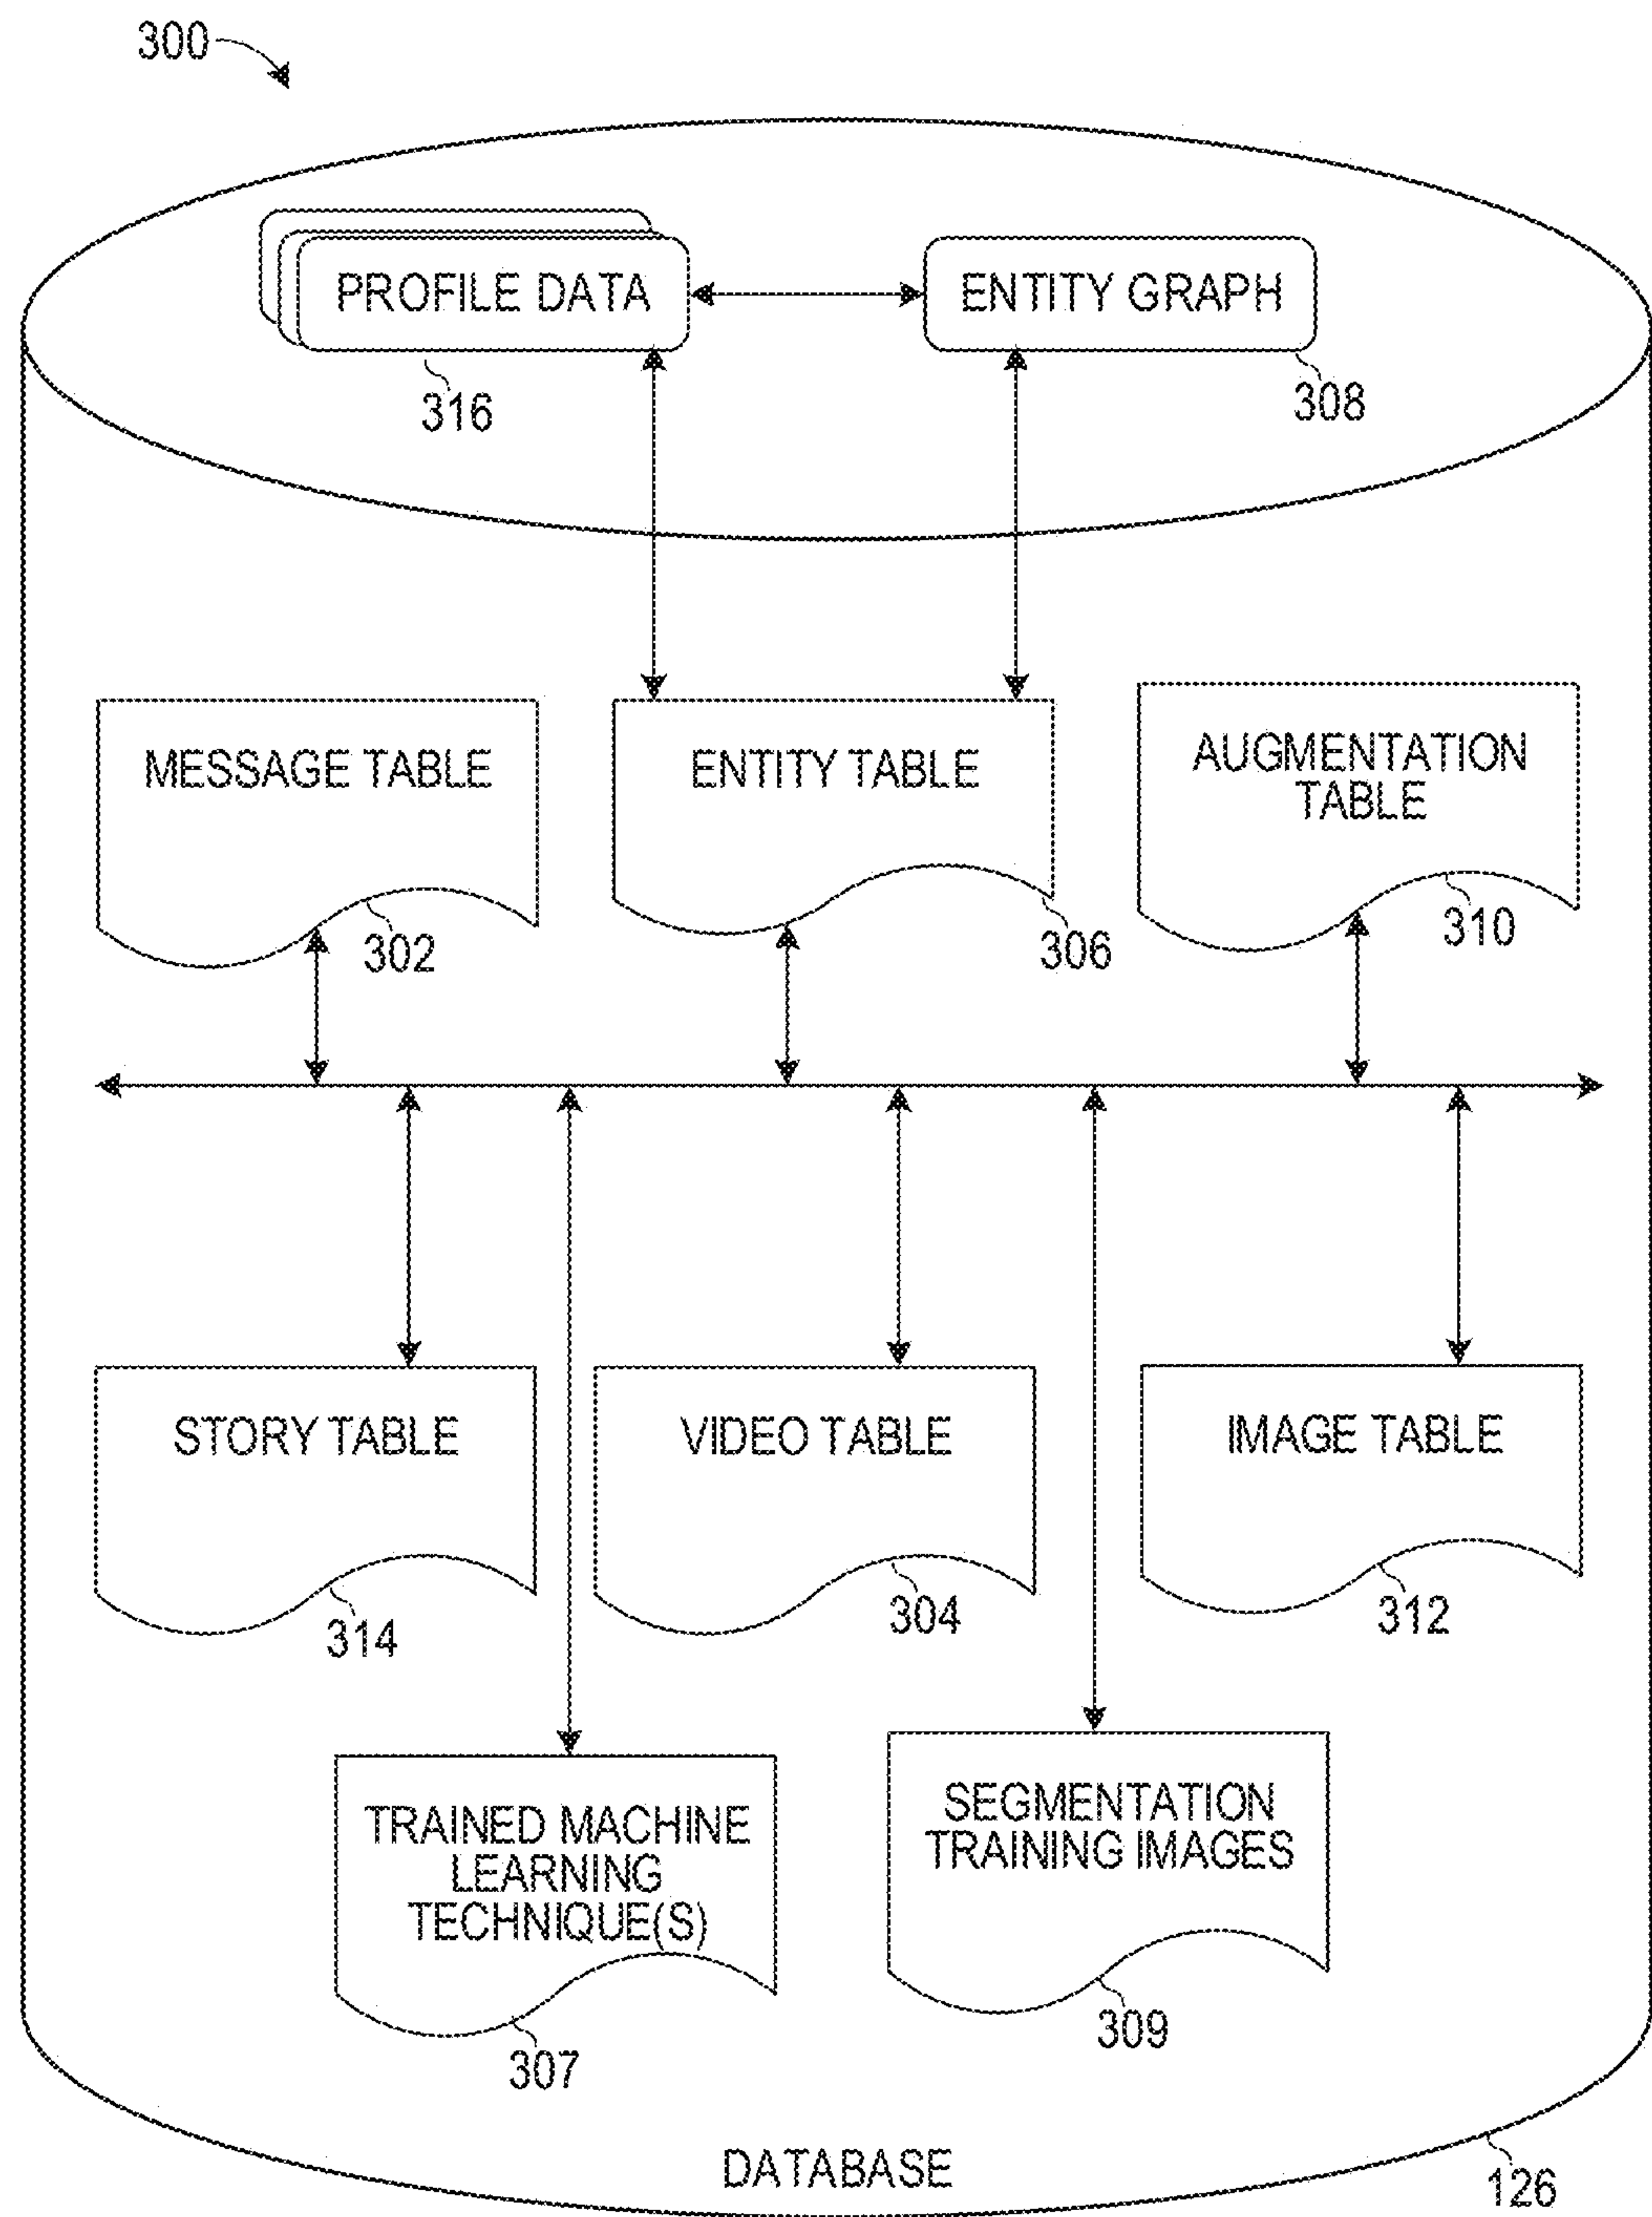 300
PROFILE DATA
ENTITY GRAPH
316
308
MESSAGE TABLE
ENTITY TABLE
AUGMENTATION
TABLE
302
306
310
STORY TABLE
VIDEO TABLE
IMAGE TABLE
314
304
312
TRAINED MACHINE
LEARNING
TECHNIQUE(S)
SEGMENTATION
TRAINING IMAGES
307
309
DATABASE
126